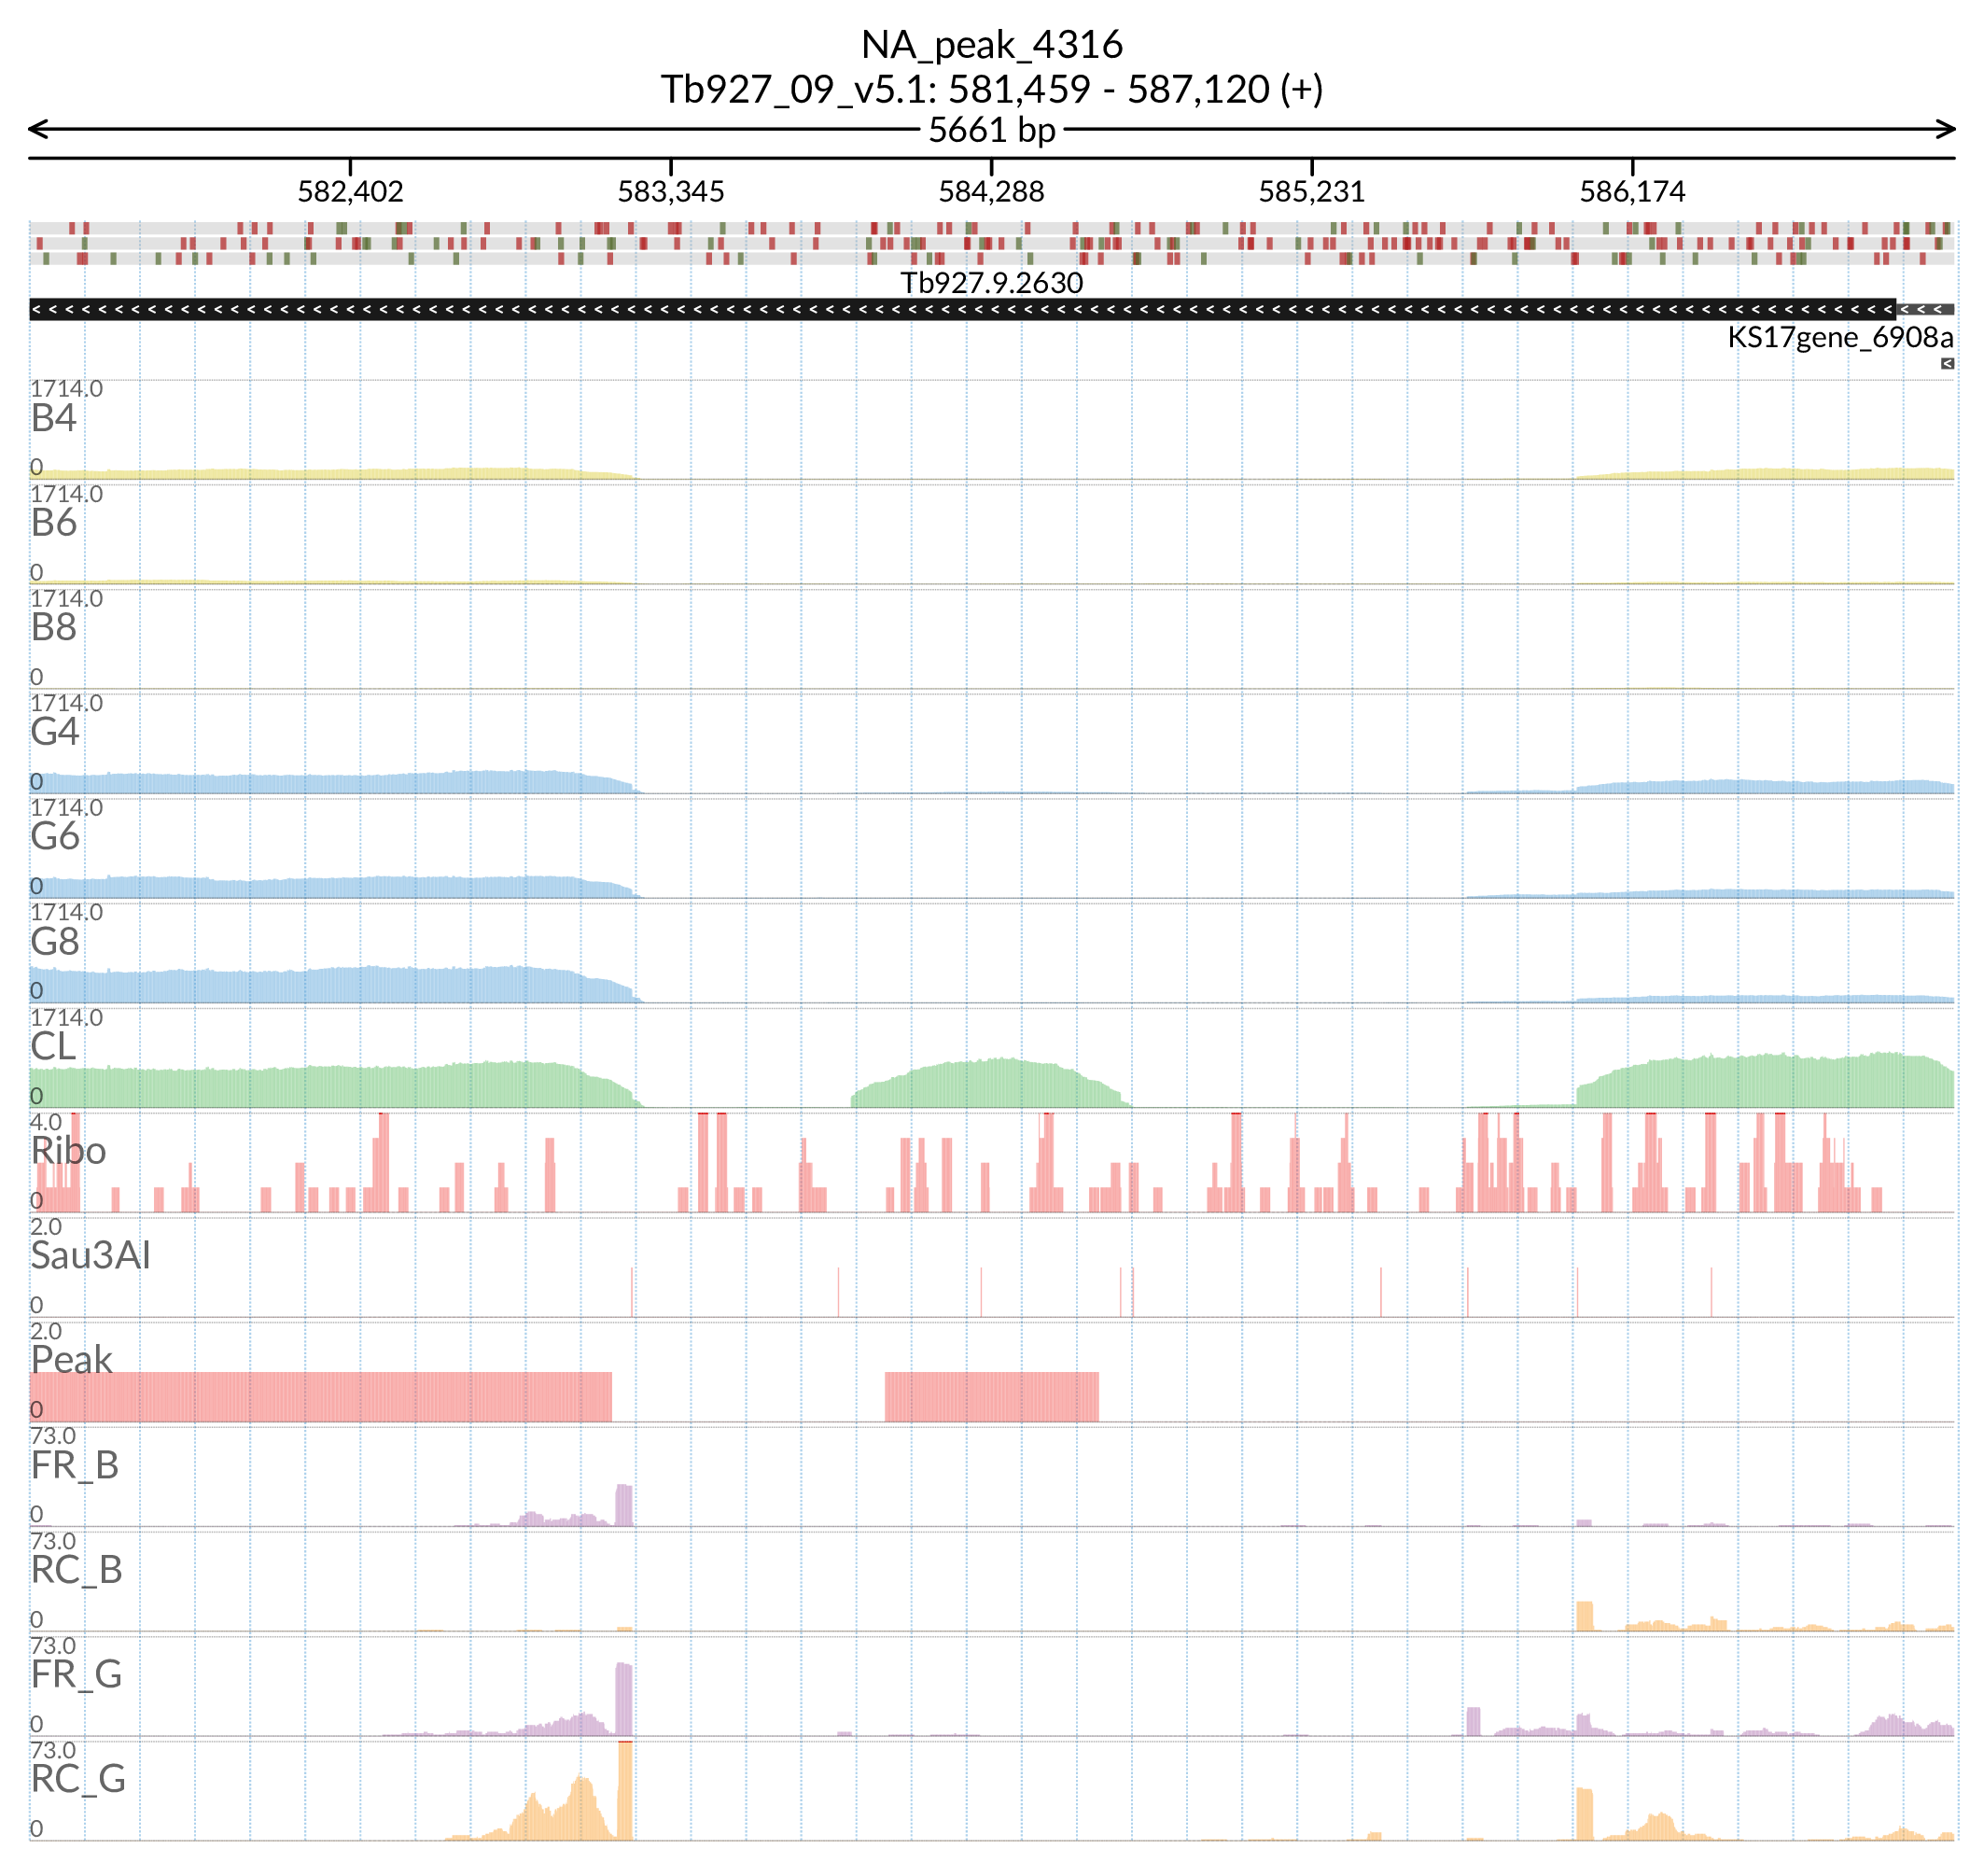 NA_peak_4316
Tb927_09_v5.1: 581,459 - 587,120 (+)
5661 bp
582,402 583,345 584,288 585,231 586,174
Tb927.9.2630
KS17gene_6908a
1714.0
B4
0
1714.0
B6
0
1714.0
B8
0
1714.0
G4
0
1714.0
G6
0
1714.0
G8
0
1714.0
CL
0
4.0
Ribo
0
2.0
Sau3AI
0
2.0
Peak
0
73.0
FR_B
0
73.0
RC_B
0
73.0
FR_G
0
73.0
RC_G
0